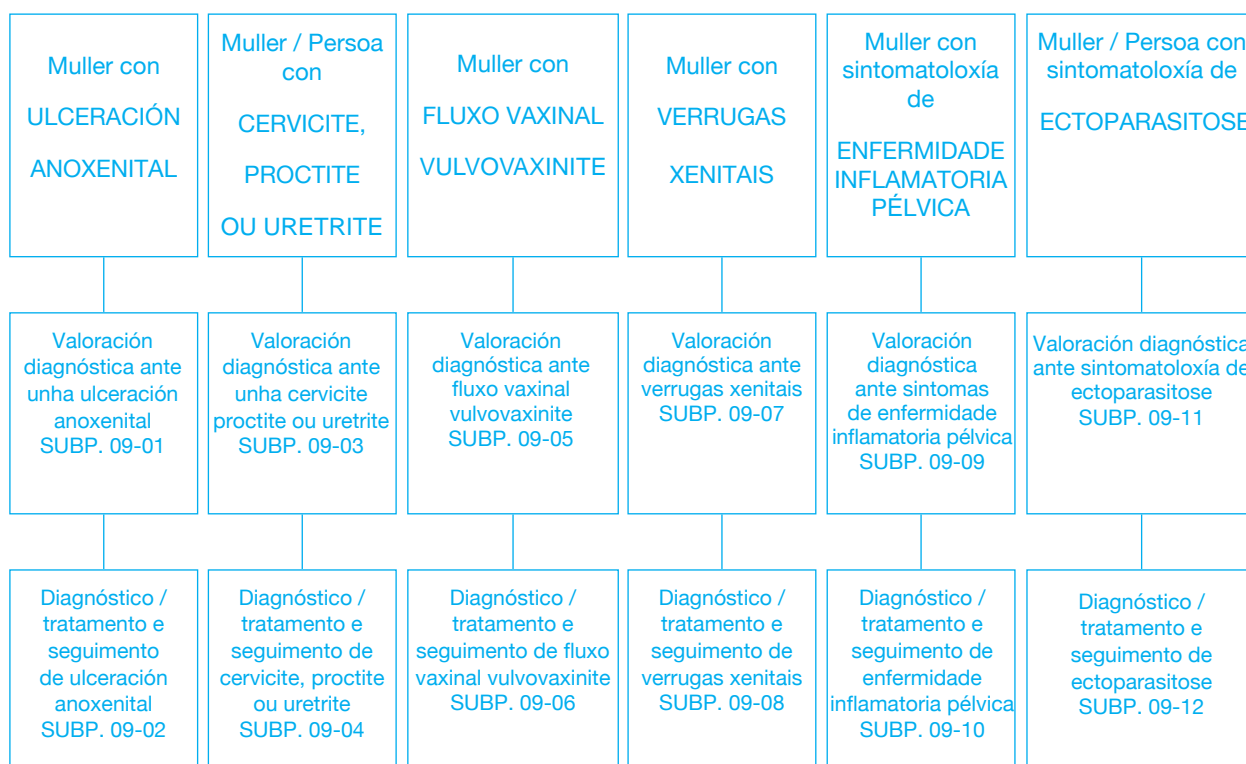 Muller con
ULCERACIÓN
ANOXENITAL
Muller / Persoa
con
CERVICITE,
PROCTITE
OU URETRITE
Muller con
FLUXO VAXINAL
VULVOVAXINITE
Muller con
VERRUGAS
XENITAIS
Muller con
sintomatoloxía
de
ENFERMIDADE
INFLAMATORIA
PÉLVICA
Muller / Persoa con
sintomatoloxía de
ECTOPARASITOSE
Valoración
diagnóstica ante
unha ulceración
anoxenital
SUBP. 09-01
Valoración
diagnóstica ante
unha cervicite
proctite ou uretrite
SUBP. 09-03
Valoración
diagnóstica ante
fluxo vaxinal
vulvovaxinite
SUBP. 09-05
Valoración
diagnóstica ante
verrugas xenitais
SUBP. 09-07
Valoración
diagnóstica
ante sintomas
de enfermidade
inflamatoria pélvica
SUBP. 09-09
Valoración diagnóstica
ante sintomatoloxía de
ectoparasitose
SUBP. 09-11
Diagnóstico /
tratamento e
seguimento
de ulceración
anoxenital
SUBP. 09-02
Diagnóstico /
tratamento e
seguimento de
cervicite, proctite
ou uretrite
SUBP. 09-04
Diagnóstico /
tratamento e
seguimento de fluxo
vaxinal vulvovaxinite
SUBP. 09-06
Diagnóstico /
tratamento e
seguimento de
verrugas xenitais
SUBP. 09-08
Diagnóstico /
tratamento e
seguimento de
enfermidade
inflamatoria pélvica
SUBP. 09-10
Diagnóstico /
tratamento e
seguimento de
ectoparasitose
SUBP. 09-12